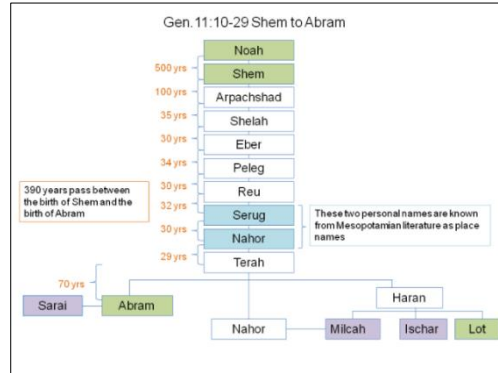 Gen. 11:10-29 Shem to Abram
Noah
500 yrs
Shem
100 yrs
Arpachshad
35 yrs
Shelah
30 yrs
Eber
34 yrs
Peleg
30 yrs
Reu
32 yrs
Serug
30 yrs
Nahor
29 yrs
Terah
390 years pass between
the birth of Shem and the
birth of Abram
These two personal names are known
from Mesopotamian literature as place
names
70 yrs
Sarai
Abram
Haran
Nahor
Milcah
Ischar
Lot